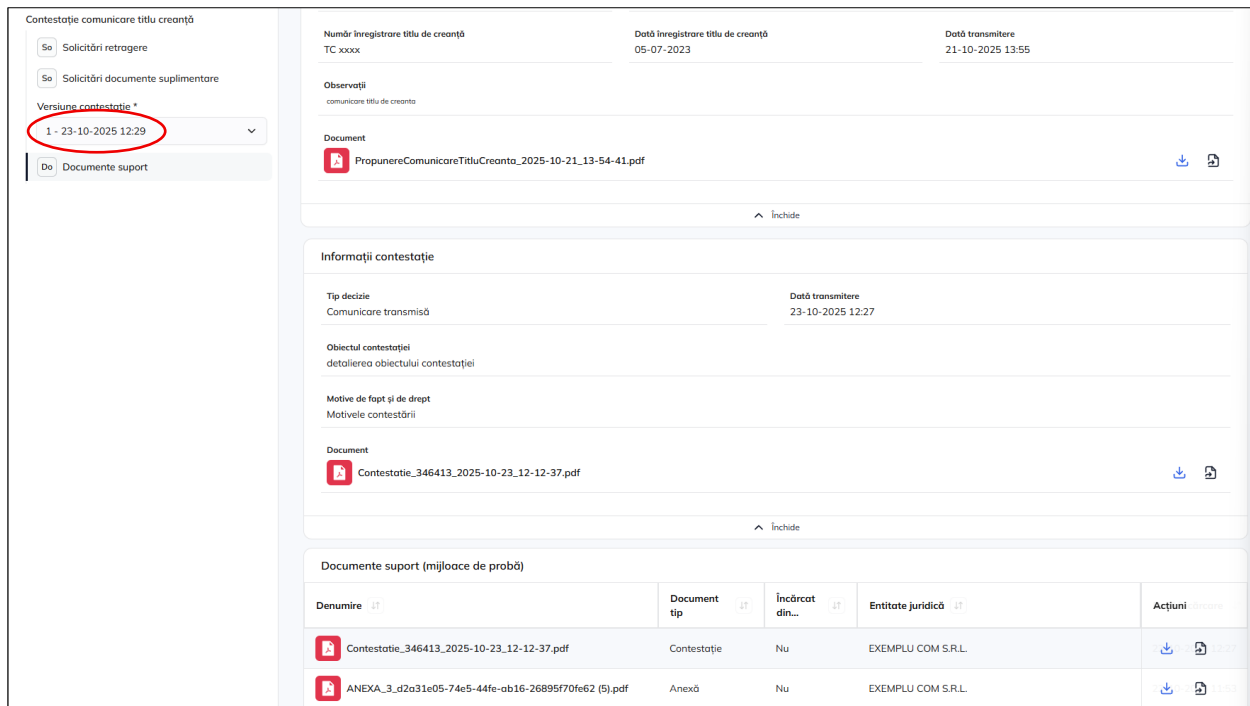 Contestație comunicare titlu creanță
So Solicitări retragere
So Solicitări documente suplimentare
Versiune contestație *
1 - 23-10-2025 12:29
Do Documente suport
Număr înregistrare titlu de creanță
TC xxxx
Dată înregistrare titlu de creanță
05-07-2023
Dată transmitere
21-10-2025 13:55
Observații
comunicare titlu de creanta
Document
PropunereComunicareTitluCreanta_2025-10-21_13-54-41.pdf
Închide
Informații contestație
Tip decizie
Comunicare transmisă
Dată transmitere
23-10-2025 12:27
Obiectul contestației
detalierea obiectului contestației
Motive de fapt și de drept
Motivele contestării
Document
Contestatie_346413_2025-10-23_12-12-37.pdf
Închide
Documente suport (mijloace de probă)
Denumire Document tip Încărcat din... Entitate juridică Acțiuni
Contestatie_346413_2025-10-23_12-12-37.pdf Contestație Nu EXEMPLU COM S.R.L.
ANEXA_3_d2a31e05-74e5-44fe-ab16-26895f70fe62 (5).pdf Anexă Nu EXEMPLU COM S.R.L.